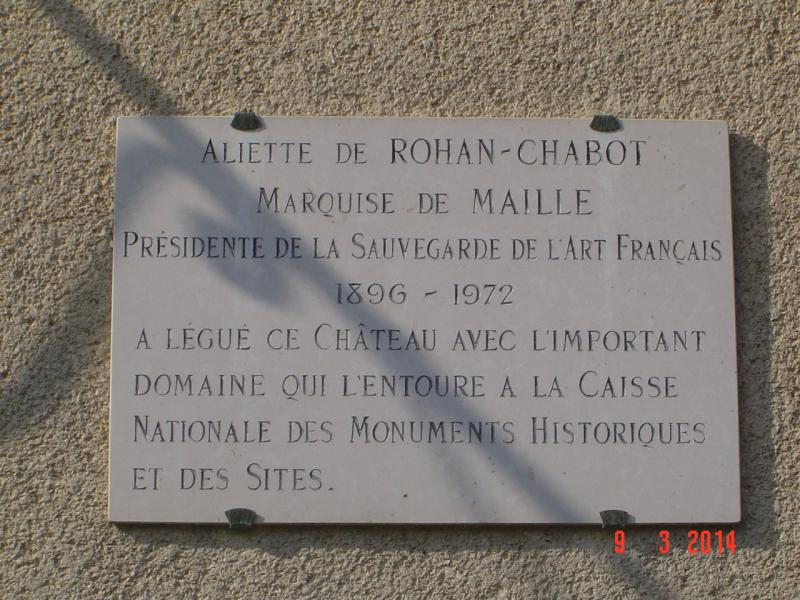 ALIETTE DE ROHAN-CHABOT
MARQUISE DE MAILLE
PRÉSIDENTE DE LA SAUVEGARDE DE L'ART FRANÇAIS
1896 - 1972
A LÉGUÉ CE CHÂTEAU AVEC L'IMPORTANT
DOMAINE QUI L'ENTOURE A LA CAISSE
NATIONALE DES MONUMENTS HISTORIQUES
ET DES SITES.
9 3 2014